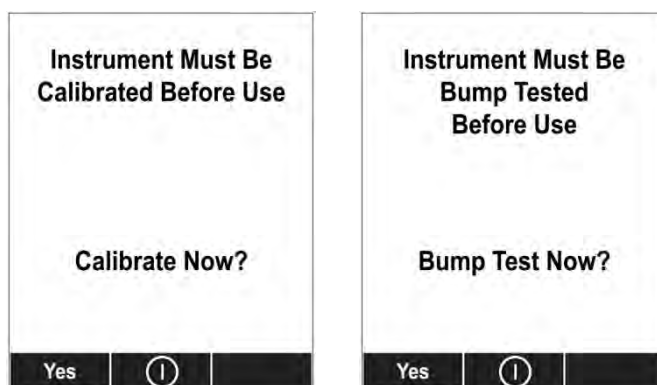 Instrument Must Be
Calibrated Before Use
Calibrate Now?
Yes
Instrument Must Be
Bump Tested
Before Use
Bump Test Now?
Yes